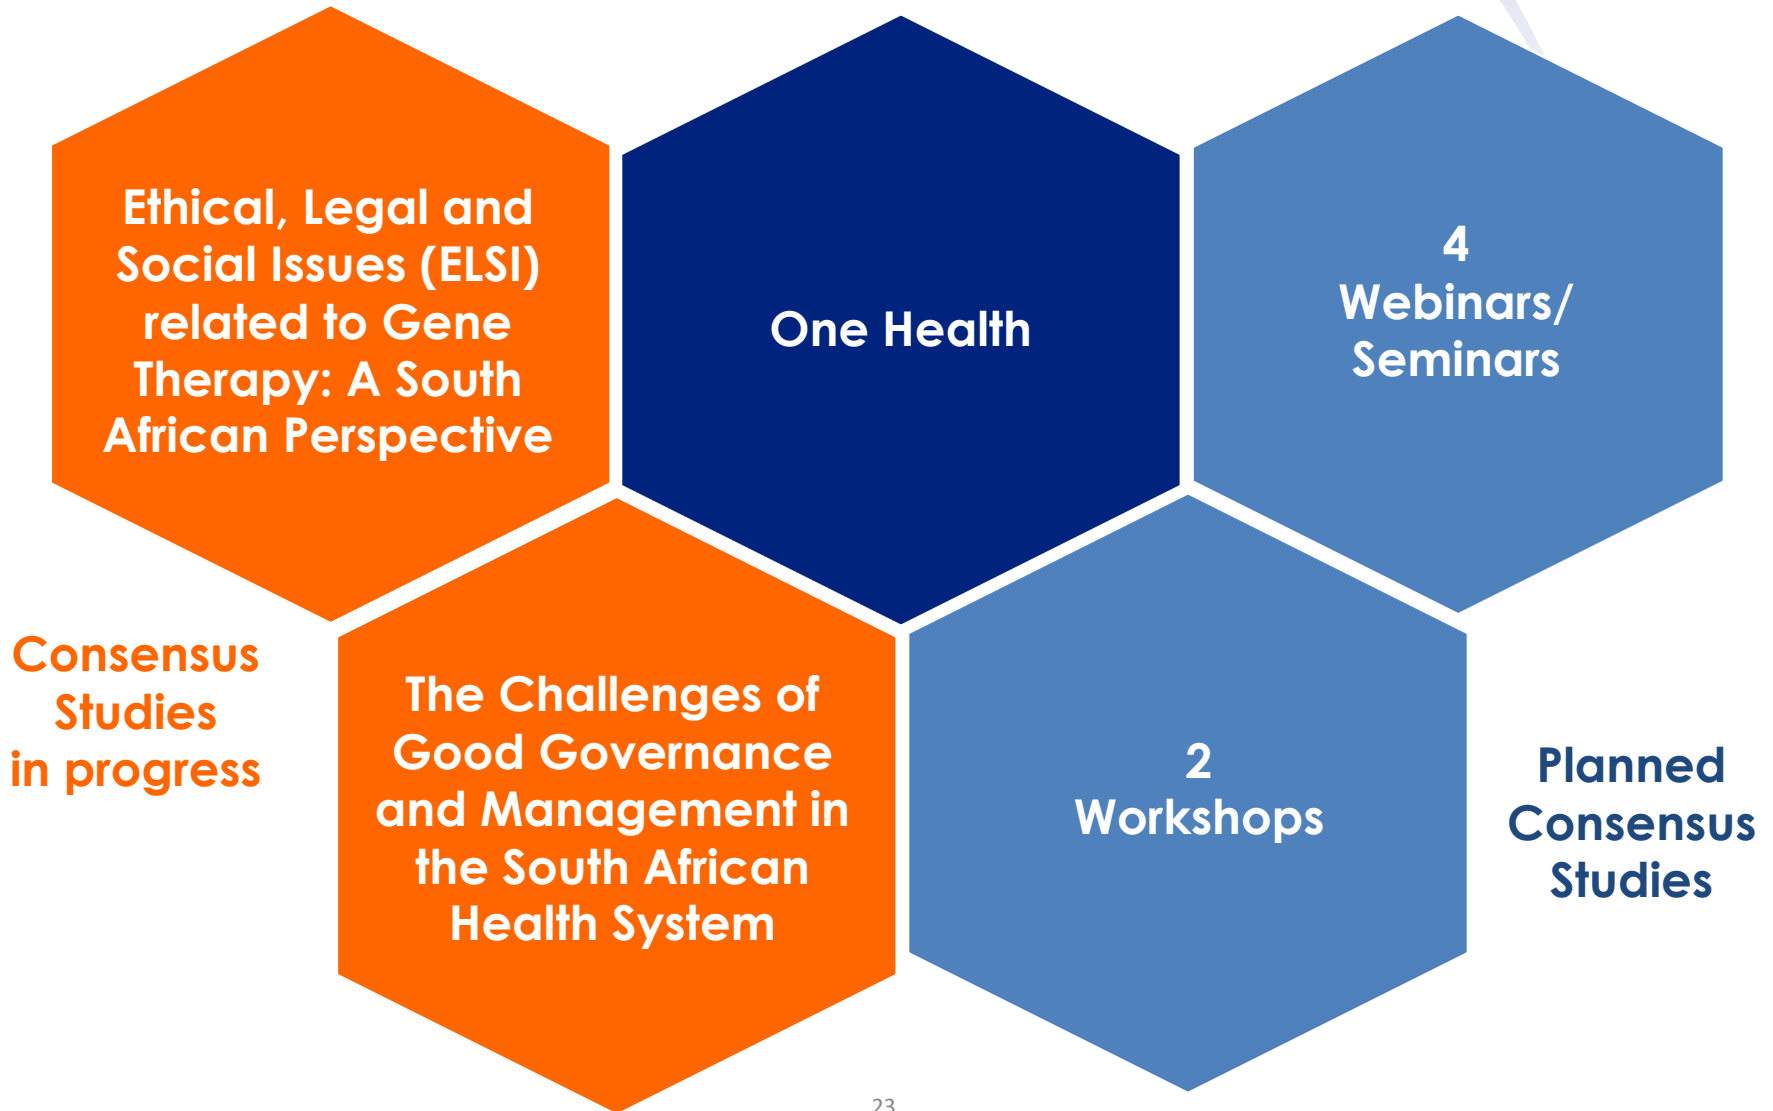 Ethical, Legal and
Social Issues (ELSI)
related to Gene
Therapy: A South
African Perspective
One Health
4
Webinars/
Seminars
Consensus
Studies
in progress
The Challenges of
Good Governance
and Management in
the South African
Health System
2
Workshops
Planned
Consensus
Studies
23